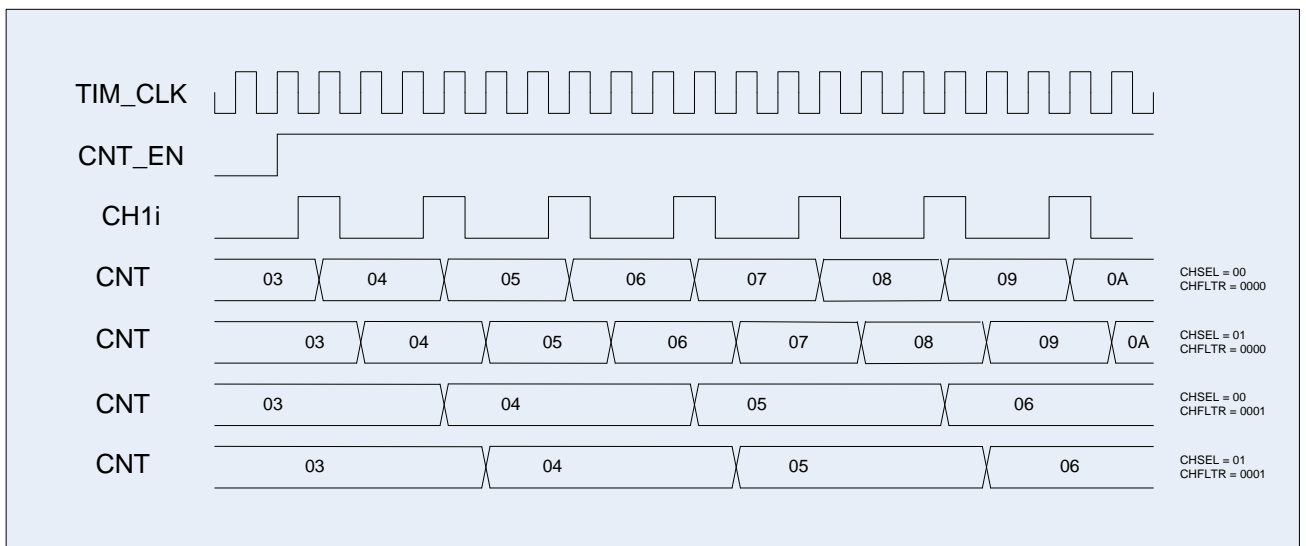 TIM_CLK
CNT_EN
CH1i
CNT 03 04 05 06 07 08 09 0A CHSEL = 00
CHFLTR = 0000
CNT 03 04 05 06 07 08 09 0A CHSEL = 01
CHFLTR = 0000
CNT 03 04 05 06 CHSEL = 00
CHFLTR = 0001
CNT 03 04 05 06 CHSEL = 01
CHFLTR = 0001